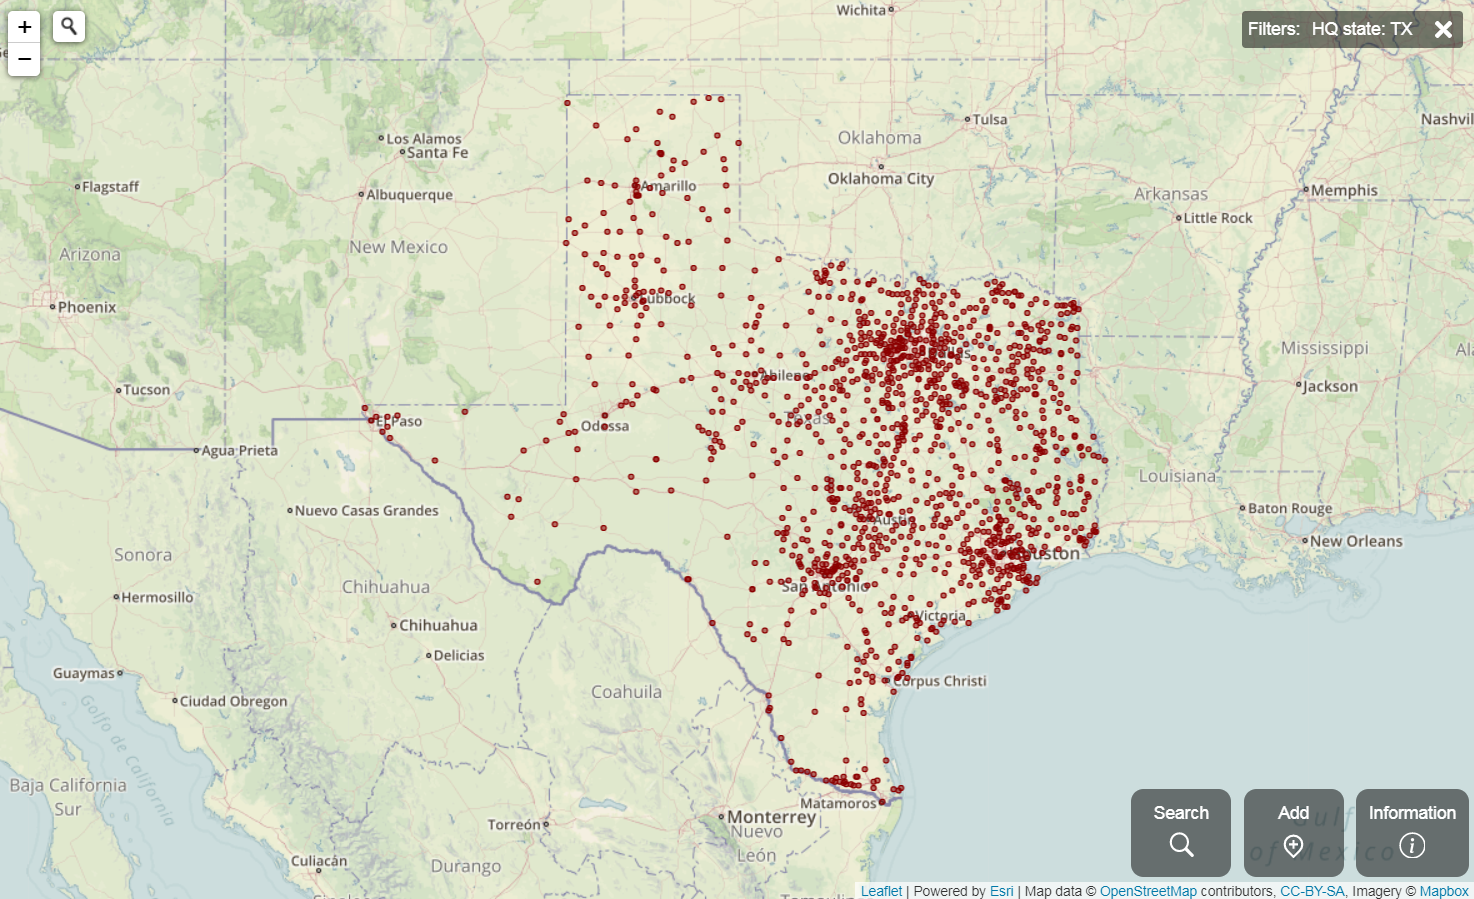 +
−
Filters: HQ state: TX
Wichita
Tulsa
Nashvil
Los Alamos
Santa Fe
Oklahoma
Oklahoma City
Flagstaff
Albuquerque
Amarillo
Arkansas
Memphis
Little Rock
New Mexico
Arizona
Phoenix
Lubbock
Mississippi
Al
Dallas
Tucson
Abilene
Jackson
Texas
El Paso
Odessa
Agua Prieta
Louisiana
Nuevo Casas Grandes
Baton Rouge
Austin
New Orleans
Sonora
Houston
Chihuahua
San Antonio
Hermosillo
Victoria
Chihuahua
Delicias
Guaymas
Corpus Christi
Coahuila
Ciudad Obregon
Golfo de California
Baja California
Sur
Matamoros
Monterrey
Torreón
Nuevo
León
Culiacán
Durango
Search
Add
Information
Gulf
of Mexico
Leaflet | Powered by Esri | Map data © OpenStreetMap contributors, CC-BY-SA, Imagery © Mapbox